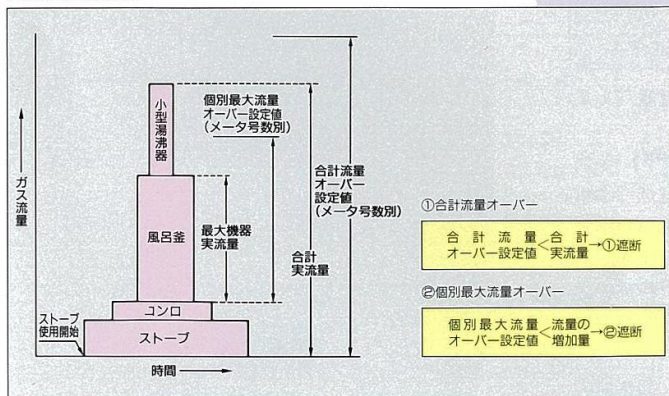 ガス流量
小型湯沸器
風呂釜
コンロ
ストーブ
ストーブ
使用開始
時間
個別最大流量
オーバー設定値
(メータ号数別)
最大機器
実流量
合計
実流量
合計流量
オーバー
設定値
(メータ号数別)
①合計流量オーバー
合計流量<合計→①遮断
オーバー設定値 実流量
②個別最大流量オーバー
個別最大流量<流量の→②遮断
オーバー設定値 増加量